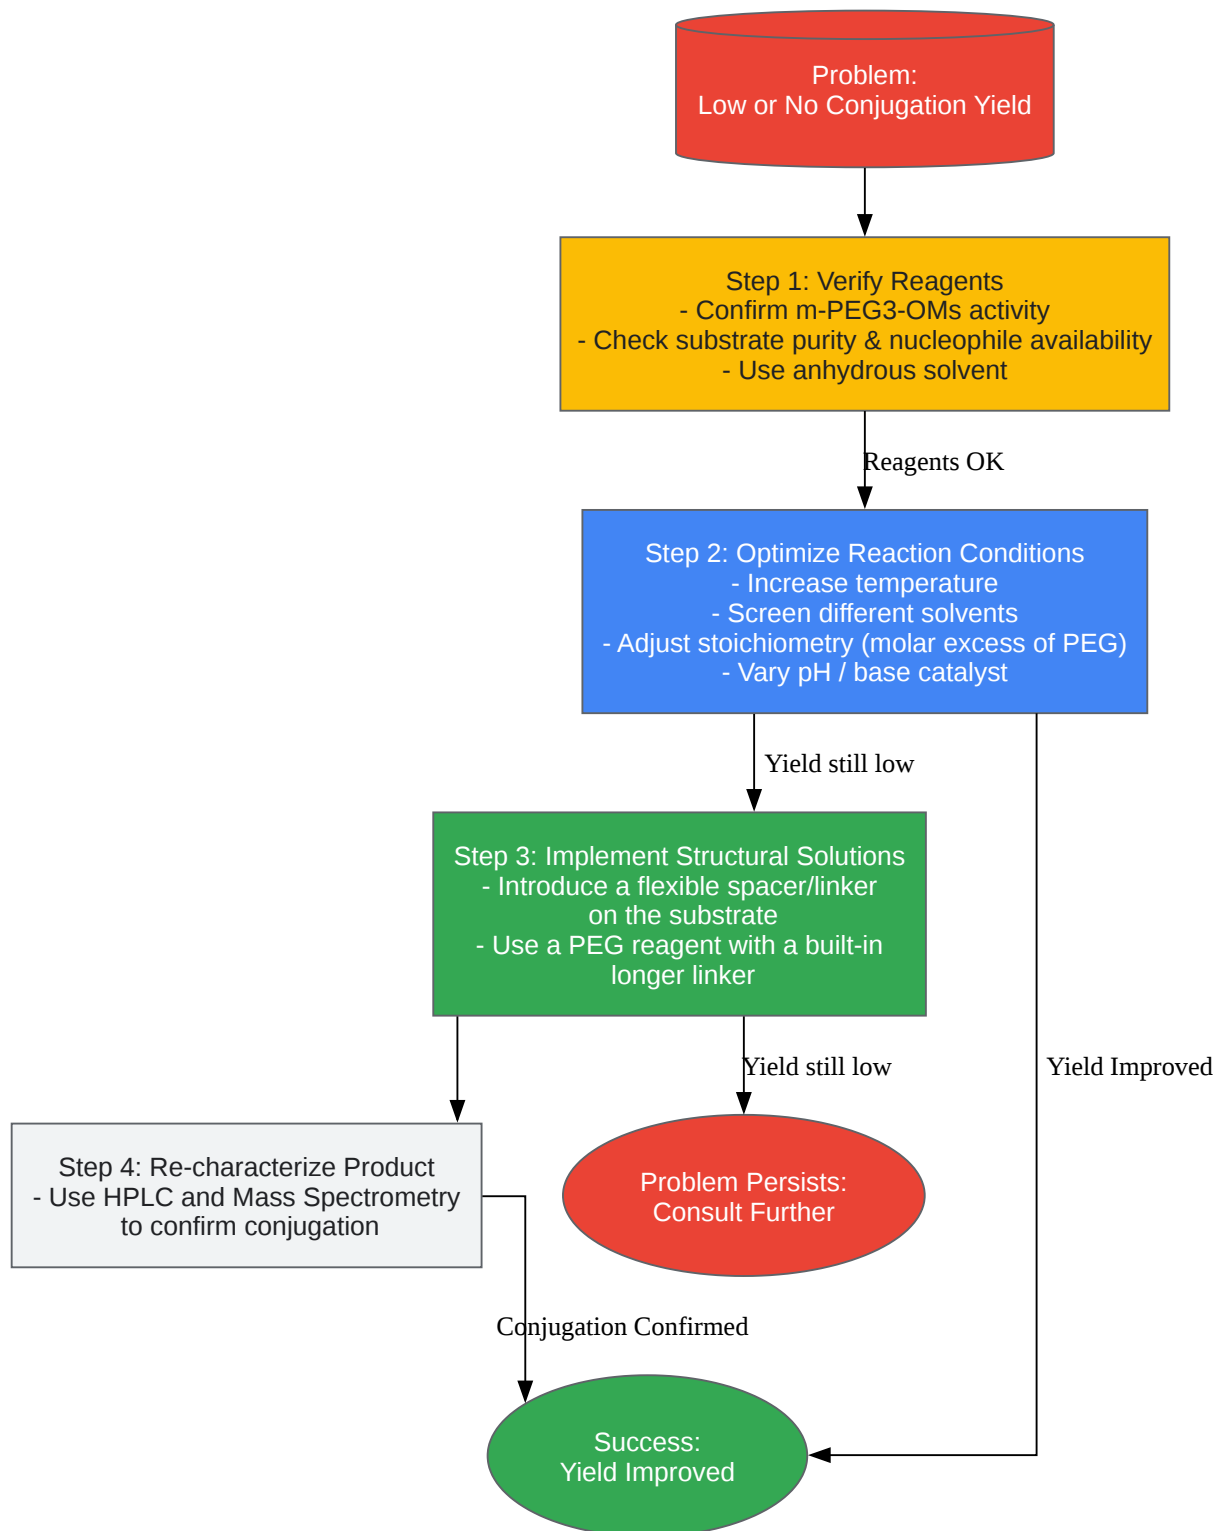 Problem:
Low or No Conjugation Yield
Step 1: Verify Reagents
- Confirm m-PEG3-OMs activity
- Check substrate purity & nucleophile availability
- Use anhydrous solvent
Reagents OK
Step 2: Optimize Reaction Conditions
- Increase temperature
- Screen different solvents
- Adjust stoichiometry (molar excess of PEG)
- Vary pH / base catalyst
Yield still low
Step 3: Implement Structural Solutions
- Introduce a flexible spacer/linker
on the substrate
- Use a PEG reagent with a built-in
longer linker
Yield still low
Yield Improved
Step 4: Re-characterize Product
- Use HPLC and Mass Spectrometry
to confirm conjugation
Problem Persists:
Consult Further
Conjugation Confirmed
Success:
Yield Improved